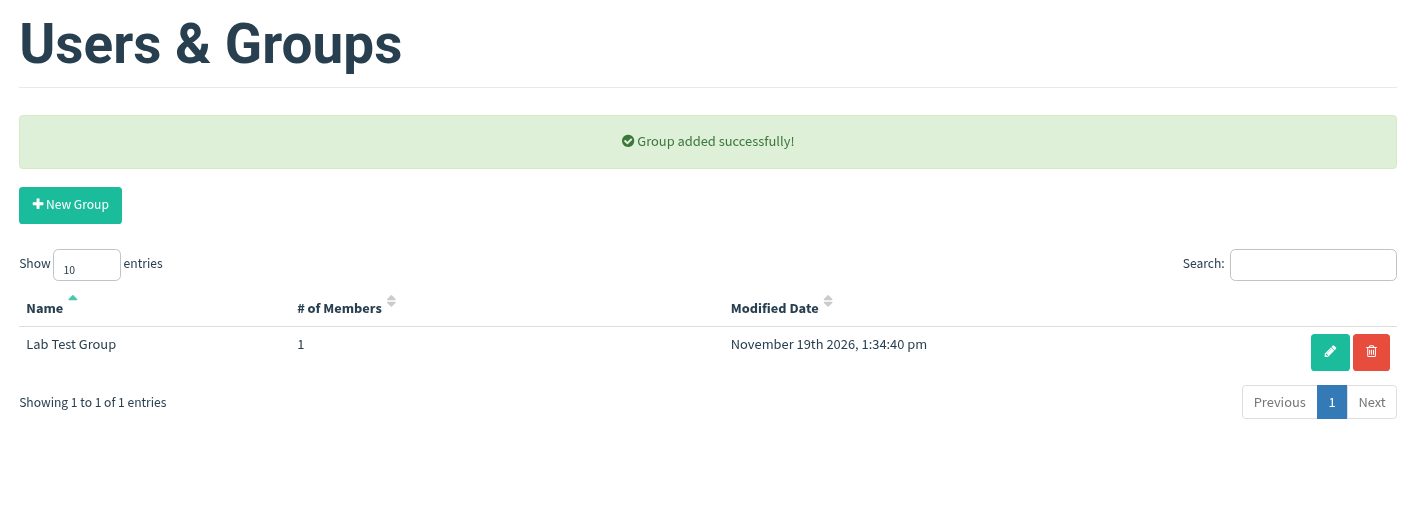 Users & Groups
Group added successfully!
New Group
Show 10 entries
Search:
Name # of Members Modified Date
Lab Test Group 1 November 19th 2026, 1:34:40 pm
Showing 1 to 1 of 1 entries
Previous 1 Next